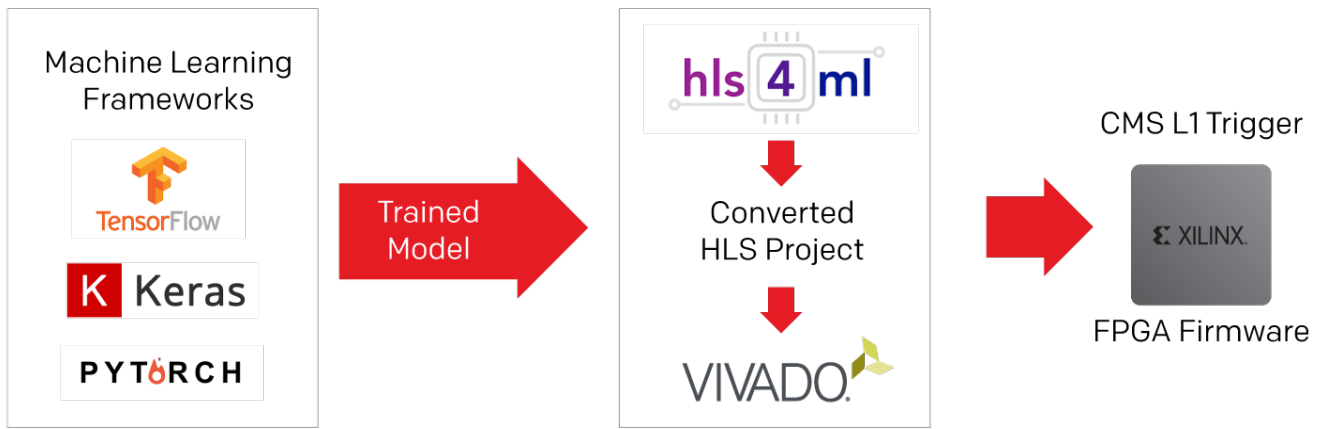 Machine Learning
Frameworks
TensorFlow
K Keras
PYTORCH
Trained
Model
hls 4 ml
Converted
HLS Project
VIVADO.
CMS L1 Trigger
XILINX.
FPGA Firmware